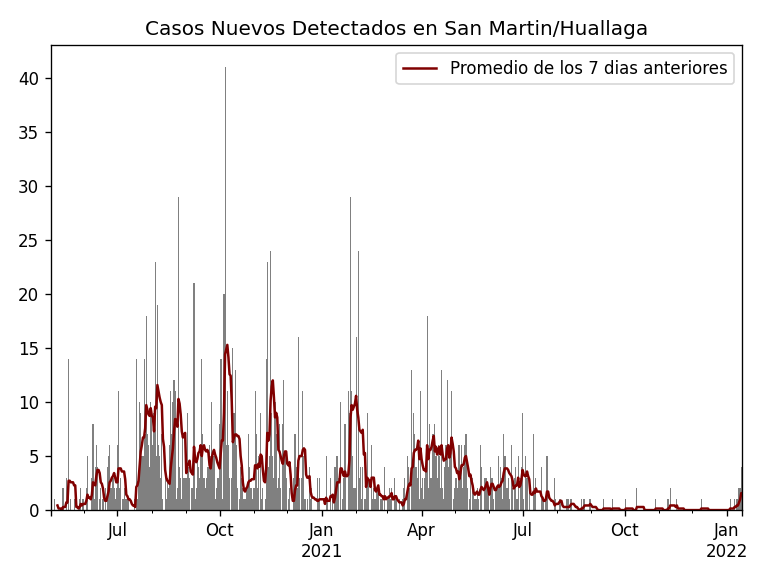 Casos Nuevos Detectados en San Martin/Huallaga
Promedio de los 7 dias anteriores
40
35
30
25
20
15
10
5
0
Jul
Oct
Jan
2021
Apr
Jul
Oct
Jan
2022